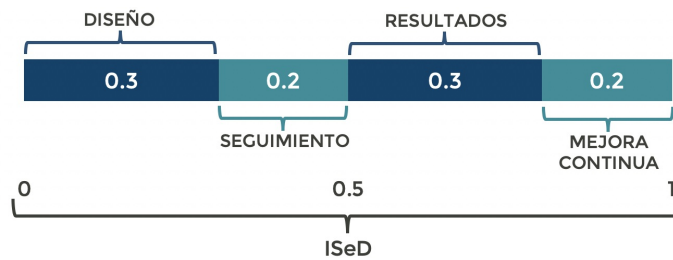 DISEÑO
RESULTADOS
0.3
0.2
0.3
0.2
SEGUIMIENTO
MEJORA
CONTINUA
0
0.5
1
ISeD